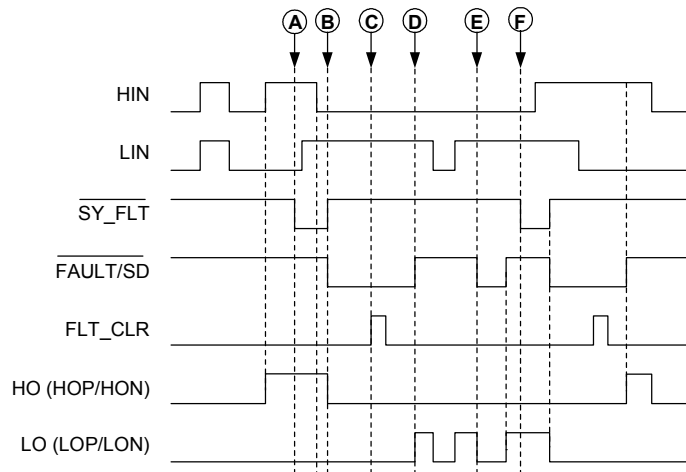 A B C D E F
HIN
LIN
SY_FLT
FAULT/SD
FLT_CLR
HO (HOP/HON)
LO (LOP/LON)